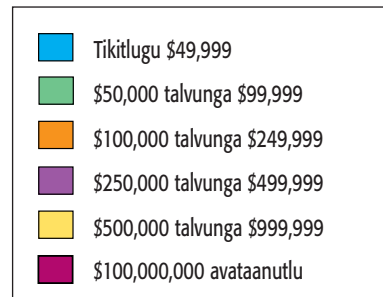 Tikitlugu $49,999
$50,000 talvunga $99,999
$100,000 talvunga $249,999
$250,000 talvunga $499,999
$500,000 talvunga $999,999
$100,000,000 avataanutlu